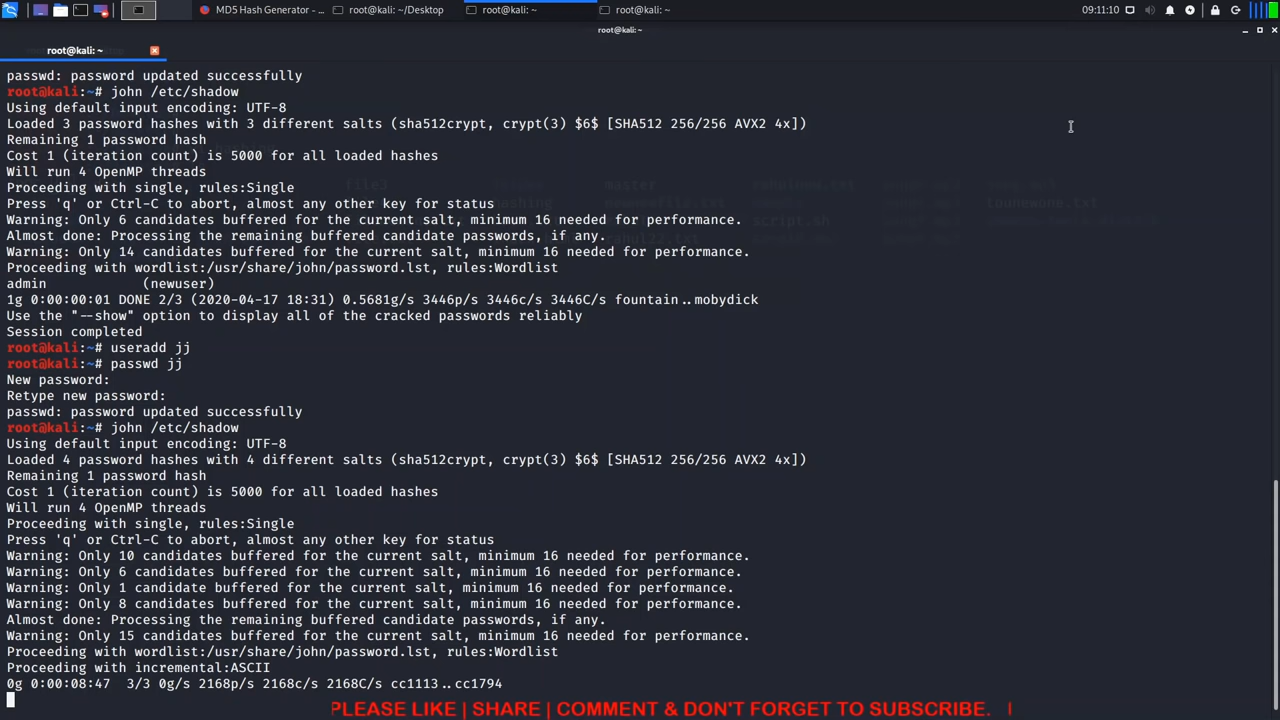 MD5 Hash Generator - ...
root@kali: ~/Desktop
root@kali: ~
root@kali: ~
09:11:10
root@kali: ~
root@kali: ~
passwd: password updated successfully
root@kali:~# john /etc/shadow
Using default input encoding: UTF-8
Loaded 3 password hashes with 3 different salts (sha512crypt, crypt(3) $6$ [SHA512 256/256 AVX2 4x])
Remaining 1 password hash
Cost 1 (iteration count) is 5000 for all loaded hashes
Will run 4 OpenMP threads
Proceeding with single, rules:Single
Press 'q' or Ctrl-C to abort, almost any other key for status
Warning: Only 6 candidates buffered for the current salt, minimum 16 needed for performance.
Almost done: Processing the remaining buffered candidate passwords, if any.
Warning: Only 14 candidates buffered for the current salt, minimum 16 needed for performance.
Proceeding with wordlist:/usr/share/john/password.lst, rules:Wordlist
admin            (newuser)
1g 0:00:00:01 DONE 2/3 (2020-04-17 18:31) 0.5681g/s 3446p/s 3446c/s 3446C/s fountain..mobydick
Use the "--show" option to display all of the cracked passwords reliably
Session completed
root@kali:~# useradd jj
root@kali:~# passwd jj
New password:
Retype new password:
passwd: password updated successfully
root@kali:~# john /etc/shadow
Using default input encoding: UTF-8
Loaded 4 password hashes with 4 different salts (sha512crypt, crypt(3) $6$ [SHA512 256/256 AVX2 4x])
Remaining 1 password hash
Cost 1 (iteration count) is 5000 for all loaded hashes
Will run 4 OpenMP threads
Proceeding with single, rules:Single
Press 'q' or Ctrl-C to abort, almost any other key for status
Warning: Only 10 candidates buffered for the current salt, minimum 16 needed for performance.
Warning: Only 6 candidates buffered for the current salt, minimum 16 needed for performance.
Warning: Only 1 candidate buffered for the current salt, minimum 16 needed for performance.
Warning: Only 8 candidates buffered for the current salt, minimum 16 needed for performance.
Almost done: Processing the remaining buffered candidate passwords, if any.
Warning: Only 15 candidates buffered for the current salt, minimum 16 needed for performance.
Proceeding with wordlist:/usr/share/john/password.lst, rules:Wordlist
Proceeding with incremental:ASCII
0g 0:00:08:47  3/3 0g/s 2168p/s 2168c/s 2168C/s cc1113..cc1794
PLEASE LIKE | SHARE | COMMENT & DON'T FORGET TO SUBSCRIBE.